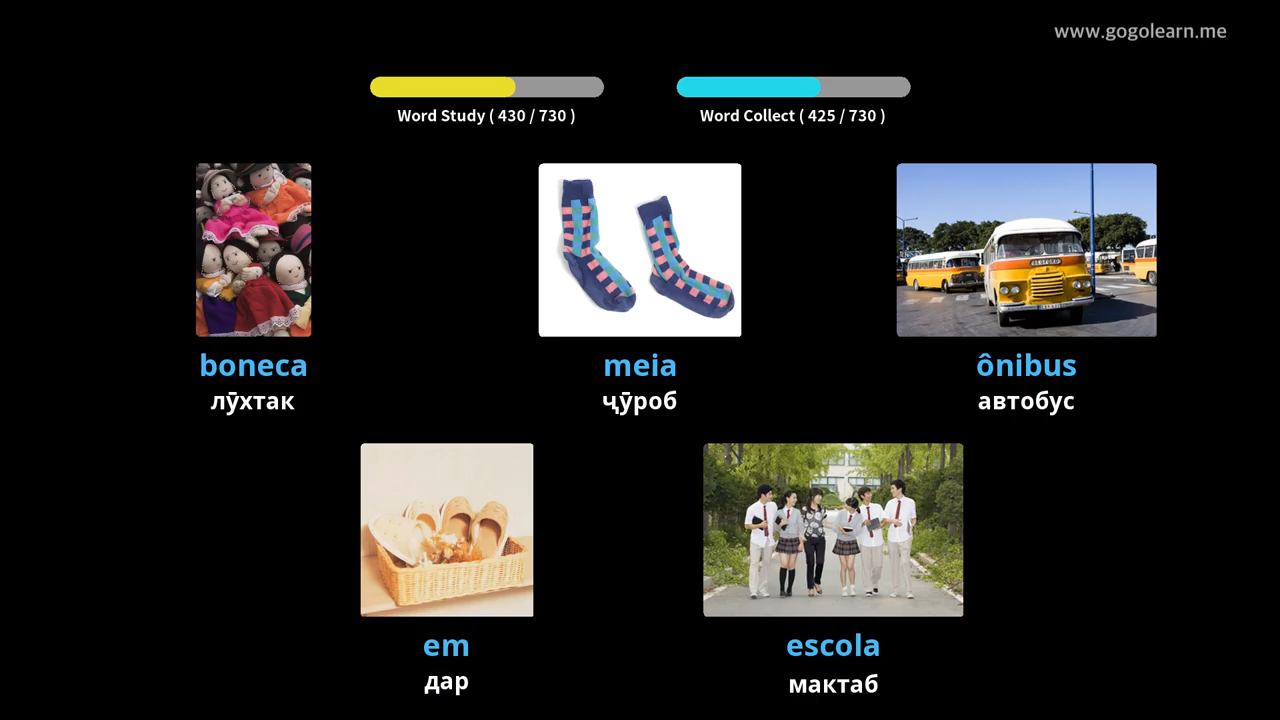 www.gogolearn.me
Word Study ( 430 / 730 )
Word Collect ( 425 / 730 )
boneca
лӯхтак
meia
ҷӯроб
ônibus
автобус
em
дар
escola
мактаб